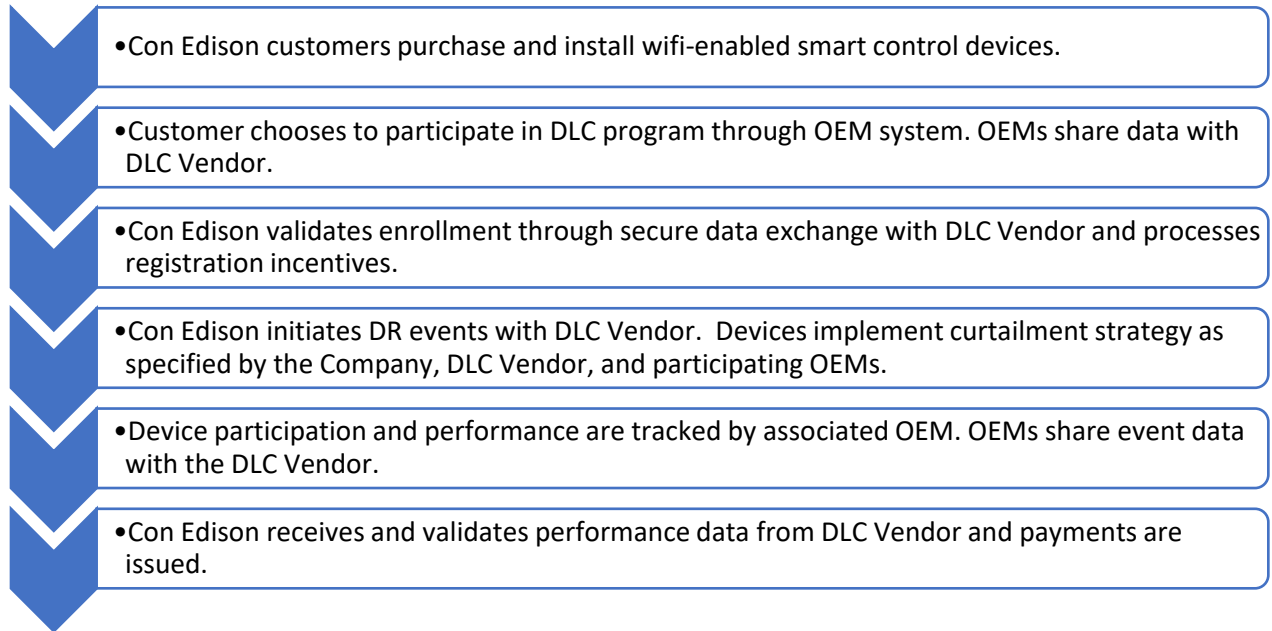 •Con Edison customers purchase and install wifi-enabled smart control devices.
•Customer chooses to participate in DLC program through OEM system. OEMs share data with
DLC Vendor.
•Con Edison validates enrollment through secure data exchange with DLC Vendor and processes
registration incentives.
•Con Edison initiates DR events with DLC Vendor.  Devices implement curtailment strategy as
specified by the Company, DLC Vendor, and participating OEMs.
•Device participation and performance are tracked by associated OEM. OEMs share event data
with the DLC Vendor.
•Con Edison receives and validates performance data from DLC Vendor and payments are
issued.